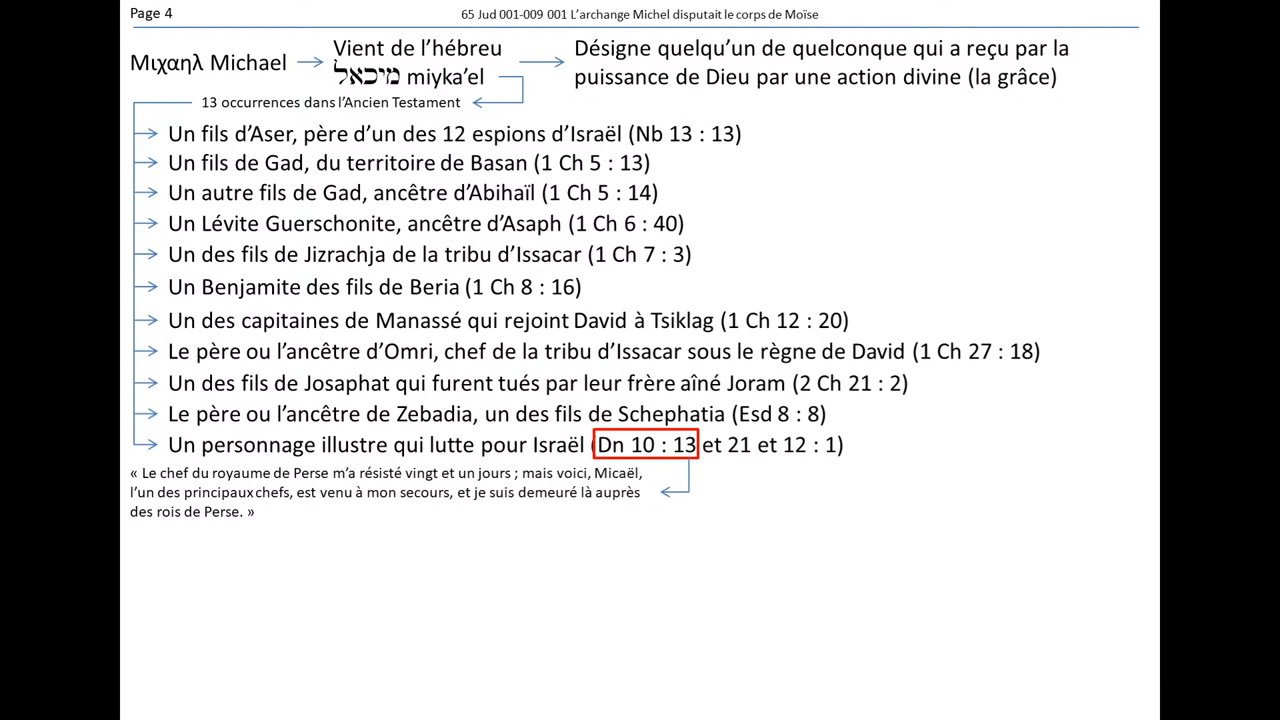 Page 4
65 Jud 001-009 001 L’archange Michel disputait le corps de Moïse
Μιχαηλ Michael
Vient de l’hébreu
מיכאל miyka’el
Désigne quelqu’un de quelconque qui a reçu par la
puissance de Dieu par une action divine (la grâce)
13 occurrences dans l’Ancien Testament
Un fils d’Aser, père d’un des 12 espions d’Israël (Nb 13 : 13)
Un fils de Gad, du territoire de Basan (1 Ch 5 : 13)
Un autre fils de Gad, ancêtre d’Abihaïl (1 Ch 5 : 14)
Un Lévite Guerschonite, ancêtre d’Asaph (1 Ch 6 : 40)
Un des fils de Jizrachja de la tribu d’Issacar (1 Ch 7 : 3)
Un Benjamite des fils de Beria (1 Ch 8 : 16)
Un des capitaines de Manassé qui rejoint David à Tsiklag (1 Ch 12 : 20)
Le père ou l’ancêtre d’Omri, chef de la tribu d’Issacar sous le règne de David (1 Ch 27 : 18)
Un des fils de Josaphat qui furent tués par leur frère aîné Joram (2 Ch 21 : 2)
Le père ou l’ancêtre de Zebadia, un des fils de Schephatia (Esd 8 : 8)
Un personnage illustre qui lutte pour Israël (Dn 10 : 13 et 21 et 12 : 1)
« Le chef du royaume de Perse m’a résisté vingt et un jours ; mais voici, Micaël,
l’un des principaux chefs, est venu à mon secours, et je suis demeuré là auprès
des rois de Perse. »